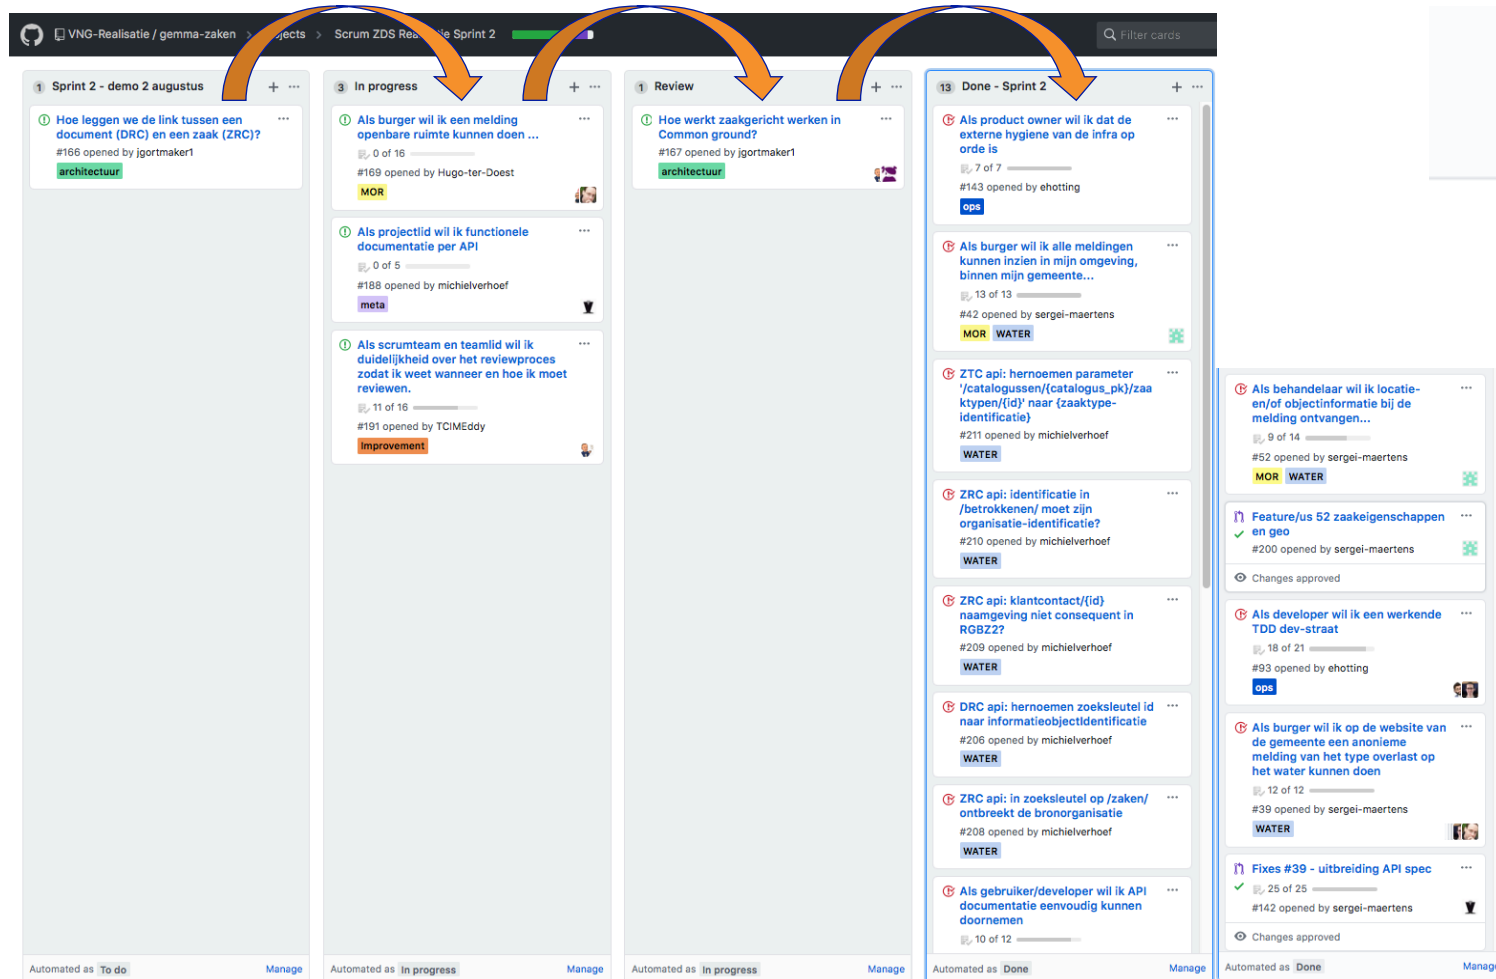 VNG-Realisatie / gemma-zaken
Scrum ZDS Rea
tie Sprint 2
Filter cards
1 Sprint 2 - demo 2 augustus
Hoe leggen we de link tussen een
document (DRC) en een zaak (ZRC)?
#166 opened by jgortmaker1
architectuur
Automated as To do
Manage
3 In progress
Als burger wil ik een melding
openbare ruimte kunnen doen ...
0 of 16
#169 opened by Hugo-ter-Doest
MOR
Als projectlid wil ik functionele
documentatie per API
0 of 5
#188 opened by michielverhoef
meta
Als scrumteam en teamlid wil ik
duidelijkheid over het reviewproces
zodat ik weet wanneer en hoe ik moet
reviewen.
11 of 16
#191 opened by TCIMEddy
Improvement
Automated as In progress
Manage
1 Review
Hoe werkt zaakgericht werken in
Common ground?
#167 opened by jgortmaker1
architectuur
Automated as In progress
Manage
13 Done - Sprint 2
Als product owner wil ik dat de
externe hygiene van de infra op
orde is
7 of 7
#143 opened by ehotting
ops
Als burger wil ik alle meldingen
kunnen inzien in mijn omgeving,
binnen mijn gemeente...
13 of 13
#42 opened by sergei-maertens
MOR WATER
ZTC api: hernoemen parameter
'/catalogussen/{catalogus_pk}/zaa
ktypen/{id}' naar {zaaktype-
identificatie}
#211 opened by michielverhoef
WATER
ZRC api: identificatie in
/betrokkenen/ moet zijn
organisatie-identificatie?
#210 opened by michielverhoef
WATER
ZRC api: klantcontact/{id}
naamgeving niet consequent in
RGBZ2?
#209 opened by michielverhoef
WATER
DRC api: hernoemen zoeksleutel id
naar informatieobjectIdentificatie
#206 opened by michielverhoef
WATER
ZRC api: in zoeksleutel op /zaken/
ontbreekt de bronorganisatie
#208 opened by michielverhoef
WATER
Als gebruiker/developer wil ik API
documentatie eenvoudig kunnen
doornemen
10 of 12
Automated as Done
Manage
Als behandelaar wil ik locatie-
en/of objectinformatie bij de
melding ontvangen...
9 of 14
#52 opened by sergei-maertens
MOR WATER
Feature/us 52 zaakeigenschappen
en geo
#200 opened by sergei-maertens
Changes approved
Als developer wil ik een werkende
TDD dev-straat
18 of 21
#93 opened by ehotting
ops
Als burger wil ik op de website van
de gemeente een anonieme
melding van het type overlast op
het water kunnen doen
12 of 12
#39 opened by sergei-maertens
WATER
Fixes #39 - uitbreiding API spec
25 of 25
#142 opened by sergei-maertens
Changes approved
Automated as Done
Manage